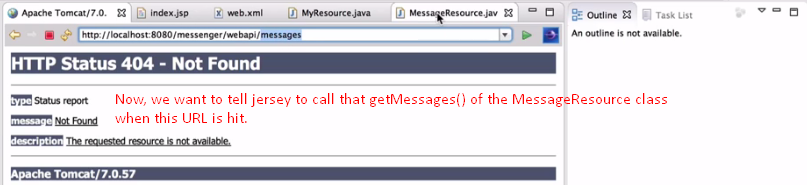 Apache Tomcat/7.0. index.jsp web.xml MyResource.java MessageResource.jav Outline Task List
http://localhost:8080/messenger/webapi/messages
An outline is not available.
HTTP Status 404 - Not Found
type Status report
Now, we want to tell jersey to call that getMessages() of the MessageResource class
when this URL is hit.
message Not Found
description The requested resource is not available.
Apache Tomcat/7.0.57